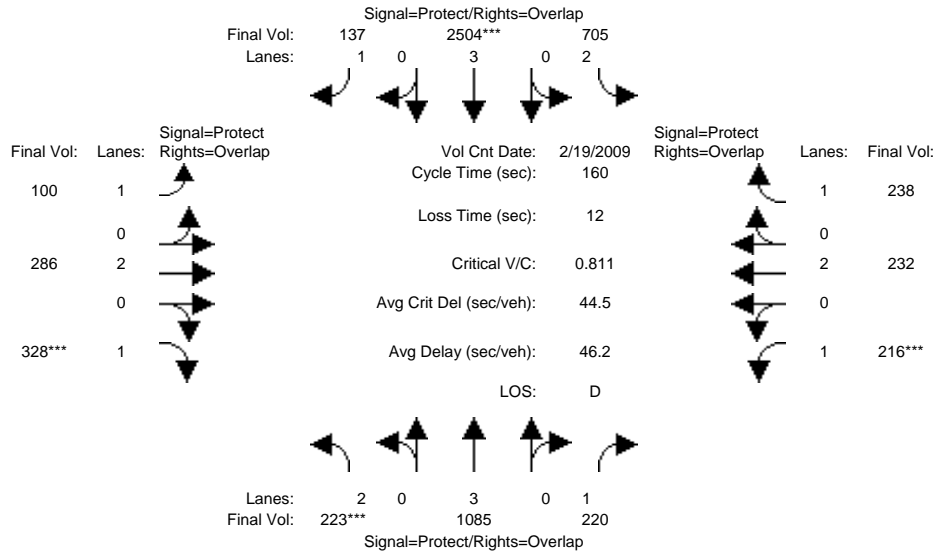 Signal=Protect/Rights=Overlap
Final Vol: 137 2504*** 705
Lanes: 1 0 3 0 2
Signal=Protect Signal=Protect
Final Vol: Lanes: Rights=Overlap Vol Cnt Date: 2/19/2009 Rights=Overlap Lanes: Final Vol:
Cycle Time (sec): 160
100 1 1 238
Loss Time (sec): 12
0 0
286 2 Critical V/C: 0.811 2 232
0 Avg Crit Del (sec/veh): 44.5 0
328*** 1 Avg Delay (sec/veh): 46.2 1 216***
LOS: D
Lanes: 2 0 3 0 1
Final Vol: 223*** 1085 220
Signal=Protect/Rights=Overlap